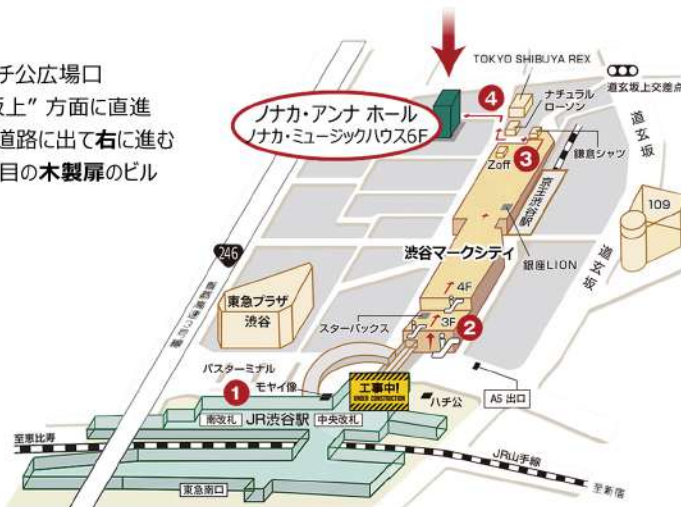 チ公広場口
坂上” 方面に直進
道路に出て右に進む
目の木製扉のビル
TOKYO SHIBUYA REX
道玄坂上交差点
ナチュラル
ローソン
ノナカ・アンナ ホール
ノナカ・ミュージックハウス6F
4
3
Zoff
鎌倉シャツ
道玄坂
京王渋谷駅
109
246
渋谷マークシティ
銀座LION
道玄坂
東急プラザ
渋谷
4F
3F
スターバックス
2
バスターミナル
1
モヤイ像
工事中!
UNDER CONSTRUCTION
ハチ公
A5 出口
南改札
JR渋谷駅
中央改札
至恵比寿
JR山手線
東急南口
至新宿